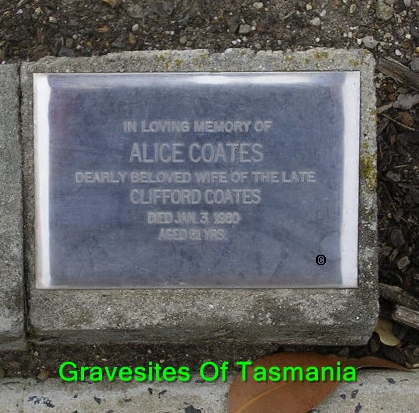 IN LOVING MEMORY OF
ALICE COATES
DEARLY BELOVED WIFE OF THE LATE
CLIFFORD COATES
DIED JAN. 3. 1980
AGED 81 YRS.
©
Gravesites Of Tasmania